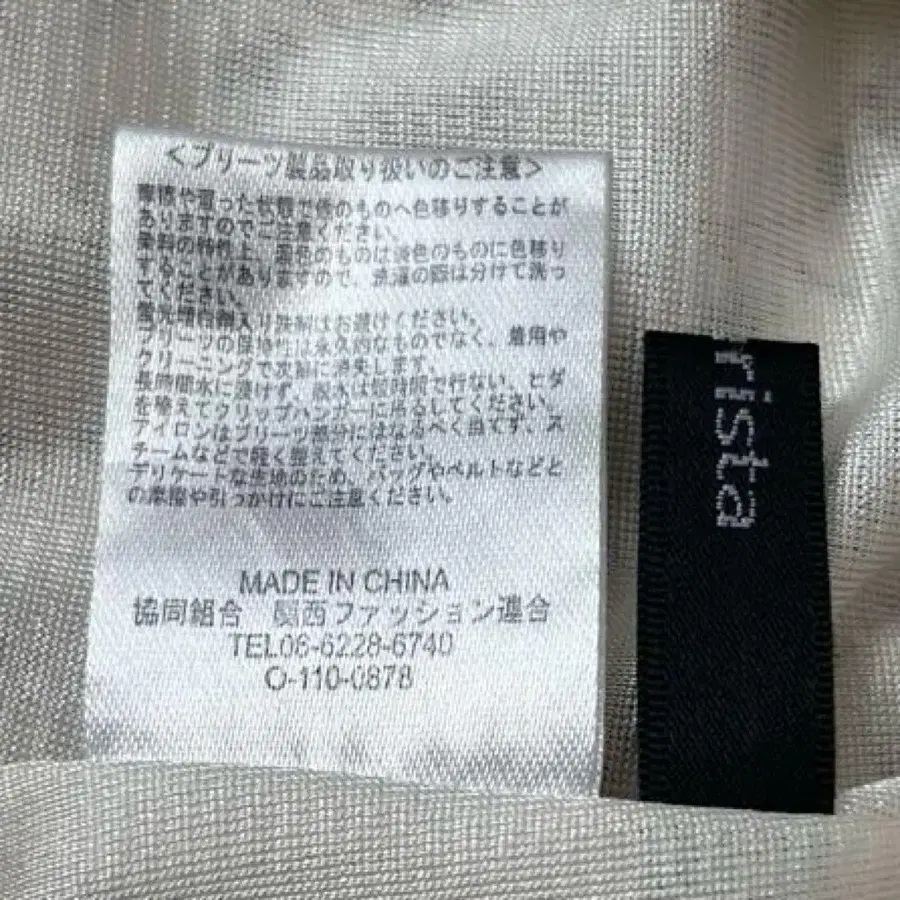 ＜プリーツ製品取り扱いのご注意＞
摩擦や湿った状態で他のものへ色移りすることが
ありますのでご注意ください。
染料の特性上、濃色のものは淡色のものに色移り
することがありますので、洗濯の際は分けて洗っ
てください。
蛍光増白剤入り洗剤はお避けください。
プリーツの保持性は永久的なものでなく、着用や
クリーニングで次第に消失します。
長時間水に漬けず、脱水は短時間で行ない、ヒダ
を整えてクリップハンガーに吊るしてください。
アイロンはプリーツ部分にはなるべく当てず、ス
チームなどで軽く整えてください。
デリケートな生地のため、バッグやベルトなどと
の摩擦や引っかけにご注意ください。
MADE IN CHINA
協同組合 関西ファッション連合
TEL06-6228-6740
O-110-0878
rista